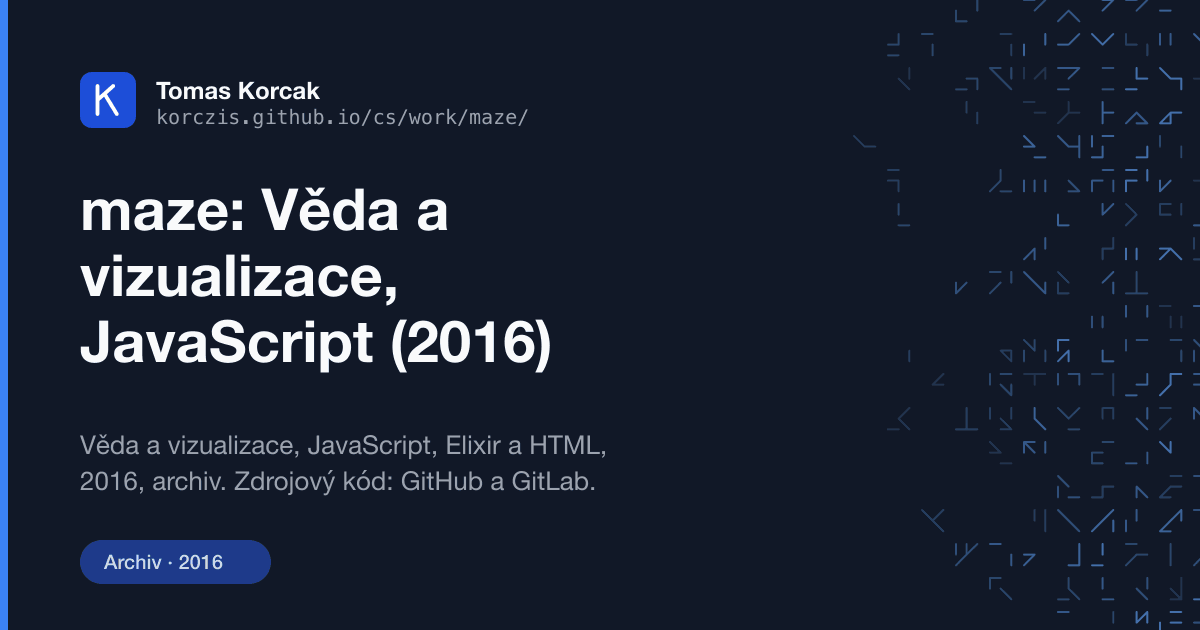 K
Tomas Korcak
korczis.github.io/cs/work/maze/
maze: Věda a
vizualizace,
JavaScript (2016)
Věda a vizualizace, JavaScript, Elixir a HTML,
2016, archiv. Zdrojový kód: GitHub a GitLab.
Archiv · 2016